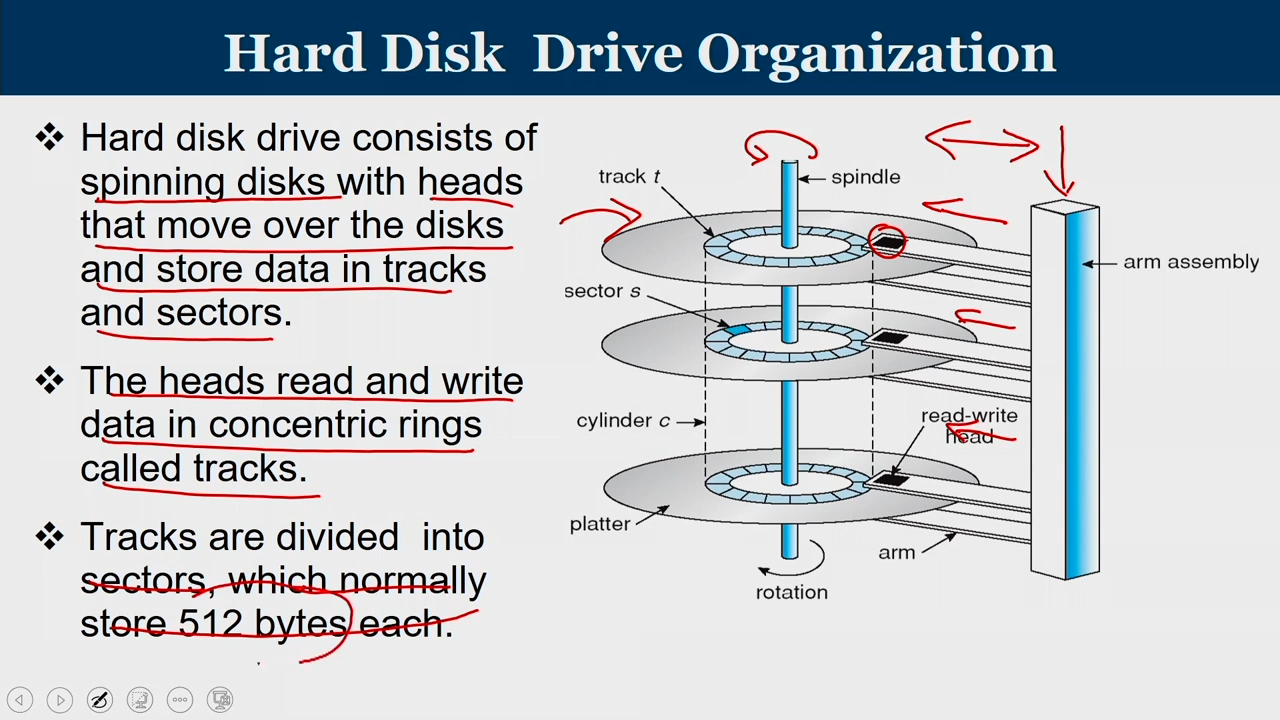 Hard Disk Drive Organization
❖ Hard disk drive consists of
spinning disks with heads
that move over the disks
and store data in tracks
and sectors.
❖ The heads read and write
data in concentric rings
called tracks.
❖ Tracks are divided into
sectors, which normally
store 512 bytes each.
track t
spindle
arm assembly
sector s
cylinder c
read-write
head
platter
arm
rotation